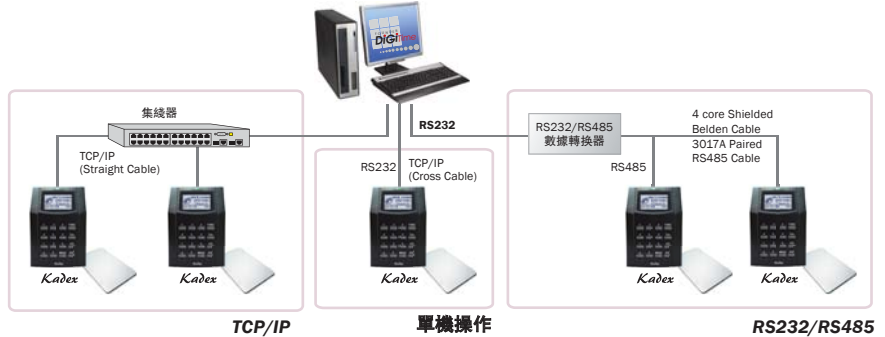 DiGiTime
集綫器
TCP/IP
(Straight Cable)
Kadex
Kadex
TCP/IP
RS232
RS232
TCP/IP
(Cross Cable)
Kadex
單機操作
RS232/RS485
數據轉换器
4 core Shielded
Belden Cable
3017A Paired
RS485 Cable
RS485
Kadex
Kadex
RS232/RS485